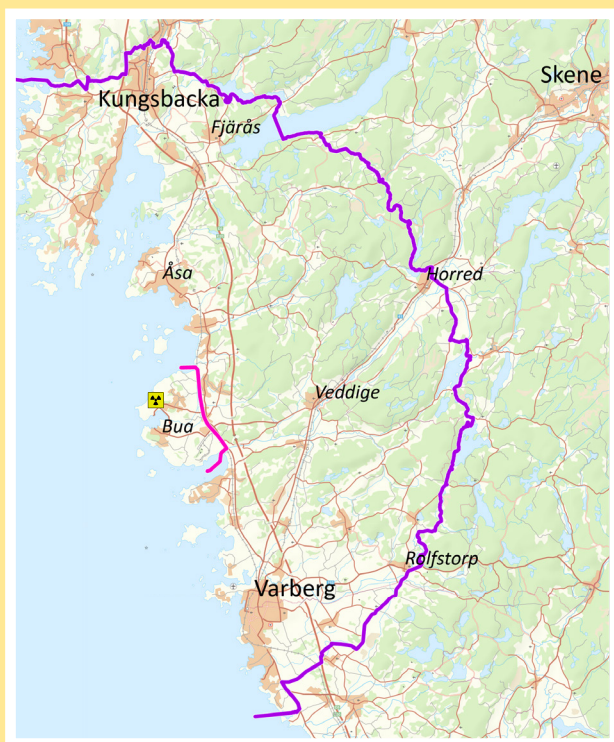 Skene
Kungsbacka
Fjärås
Åsa
Horred
Veddige
Bua
Rolfstorp
Varberg